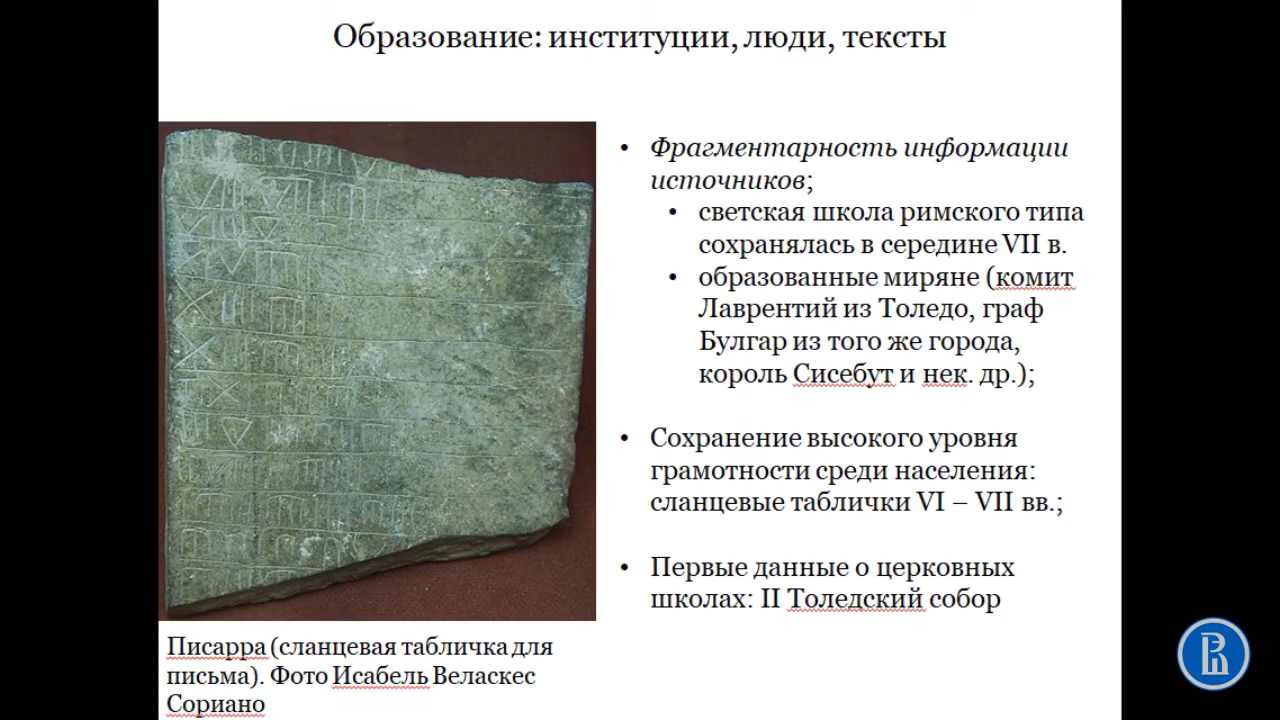 Образование: институции, люди, тексты
• Фрагментарность информации
источников;
• светская школа римского типа
сохранялась в середине VII в.
• образованные миряне (комит
Лаврентий из Толедо, граф
Булгар из того же города,
король Сисебут и нек. др.);
• Сохранение высокого уровня
грамотности среди населения:
сланцевые таблички VI – VII вв.;
• Первые данные о церковных
школах: II Толедский собор
Писарра (сланцевая табличка для
письма). Фото Исабель Веласкес
Сориано